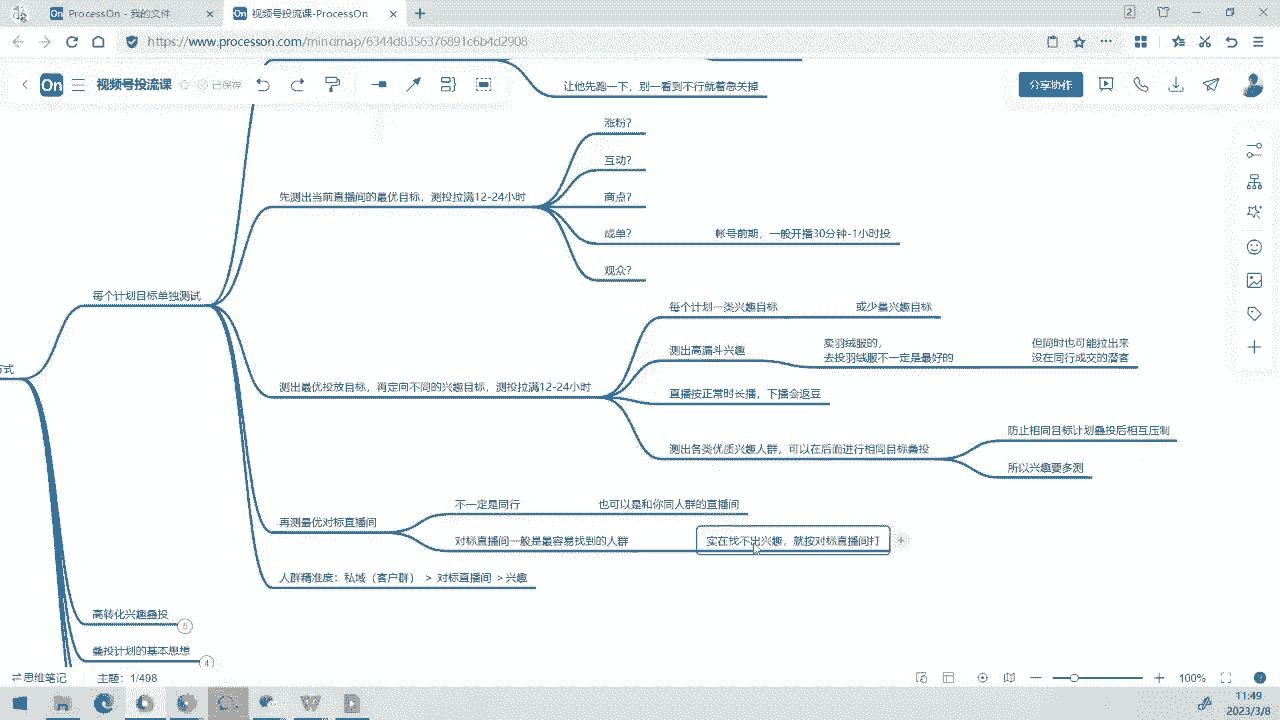 ProcessOn - 我的文件
视频号投流课-ProcessOn
2
https://www.processon.com/mindmap/6344d8356376891c6b4d2908
On
视频号投流课
已保存
分享协作
让他先跑一下，别一看到不行就着急关掉
涨粉?
互动?
先测出当前直播间的最优目标，测投拉满12-24小时
商点?
成单?
帐号前期，一般开播30分钟-1小时投
观众?
每个计划目标单独测试
每个计划一类兴趣目标
或少量兴趣目标
测出高漏斗兴趣
卖羽绒服的，
去投羽绒服不一定是最好的
但同时也可能拉出来
没在同行成交的潜客
方式
测出最优投放目标，再定向不同的兴趣目标，测投拉满12-24小时
直播按正常时长播，下播会返豆
测出各类优质兴趣人群，可以在后面进行相同目标叠投
防止相同目标计划叠投后相互压制
所以兴趣要多测
再测最优对标直播间
不一定是同行
也可以是和你同人群的直播间
对标直播间一般是最容易找到的人群
实在找不出兴趣，就按对标直播间打
人群精准度：私域（客户群） > 对标直播间 > 兴趣
高转化兴趣叠投
5
叠投计划的基本思想
4
思维笔记
主题：1/498
100%
11:49
2023/3/8